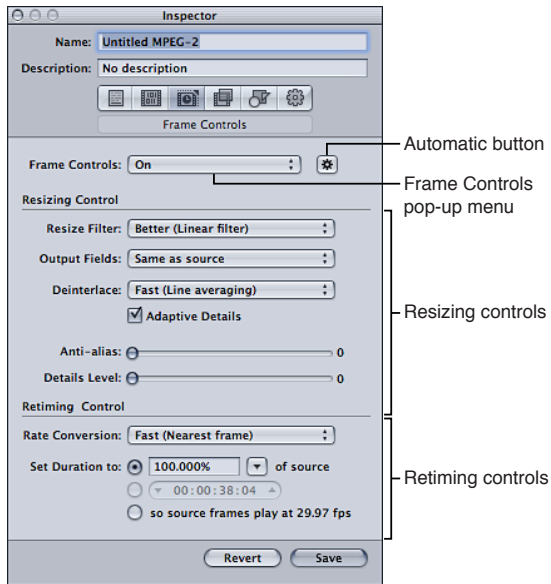 Inspector
Name: Untitled MPEG-2
Description: No description
Frame Controls
Automatic button
Frame Controls: On
Frame Controls
pop-up menu
Resizing Control
Resize Filter: Better (Linear filter)
Output Fields: Same as source
Deinterlace: Fast (Line averaging)
Adaptive Details
Resizing controls
Anti-alias: 0
Details Level: 0
Retiming Control
Rate Conversion: Fast (Nearest frame)
Set Duration to: 100.000% of source
Retiming controls
00:00:38:04
so source frames play at 29.97 fps
Revert Save